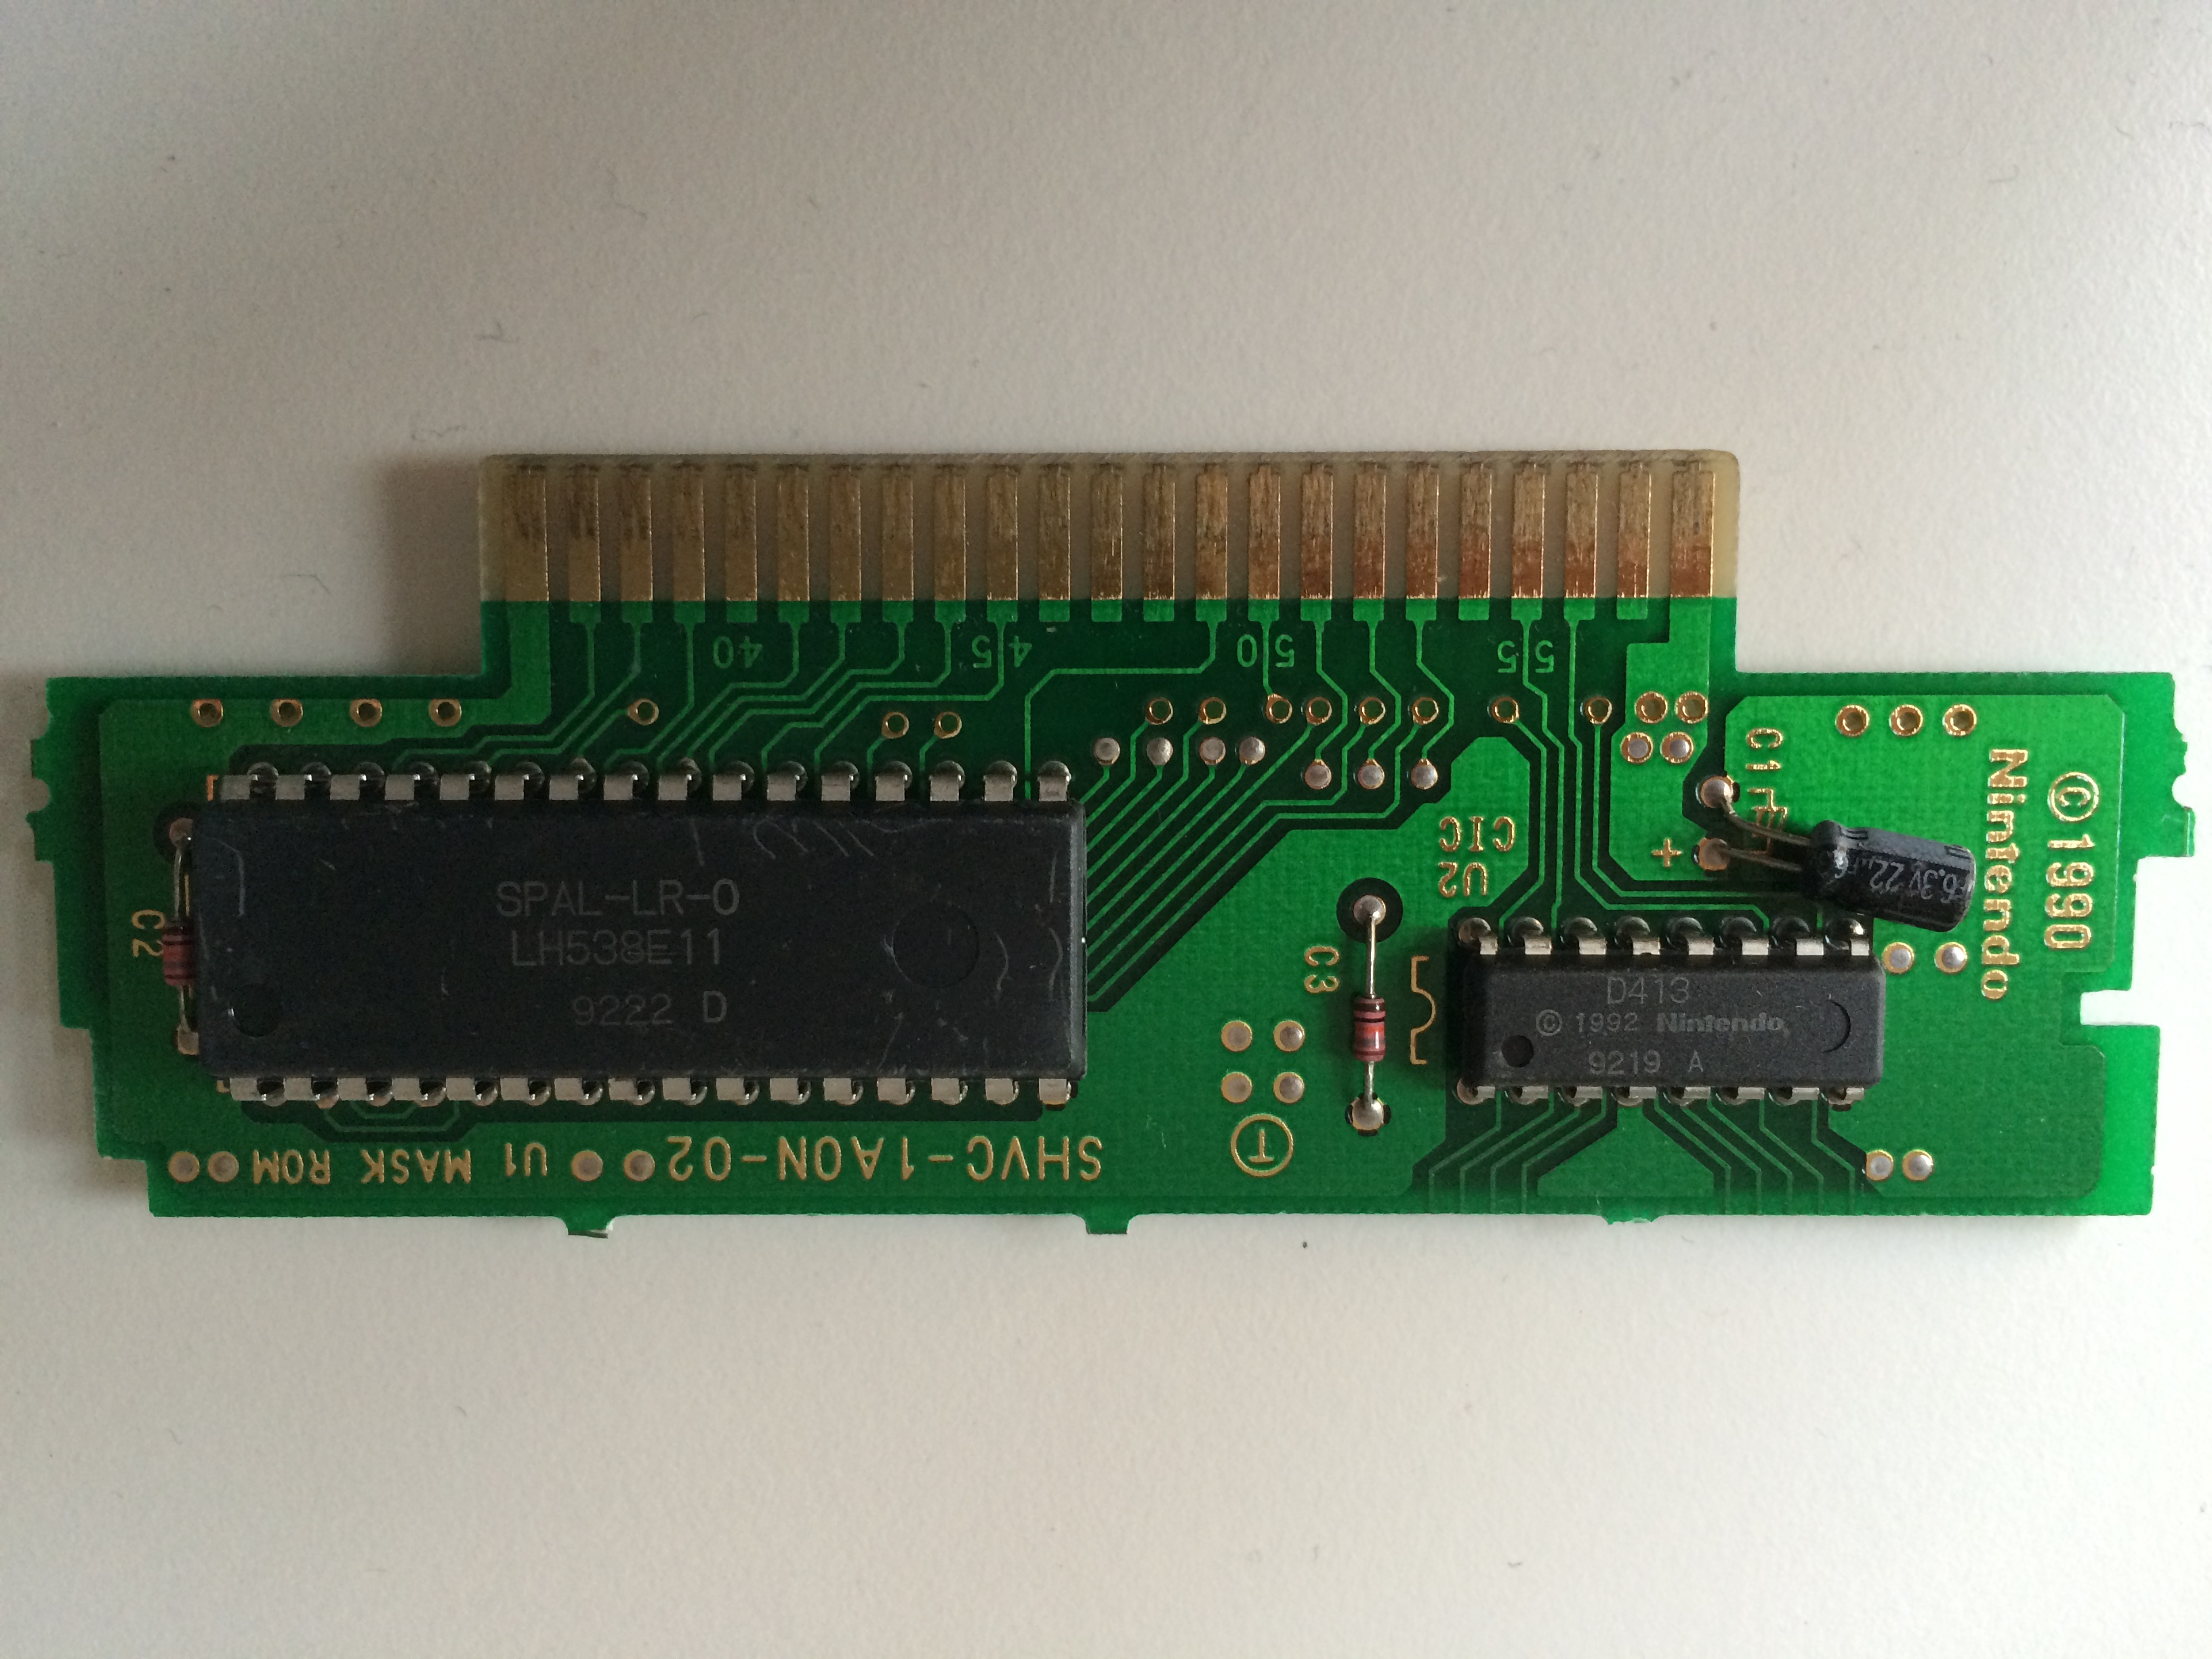 40
45
50
55
C1
+
U2
CIC
© 1990
Nintendo
6.3V 22μF
C2
C3
SPAL-LR-0
LH538E11
9222 D
D413
© 1992 Nintendo
9219 A
T
SHVC-1A0N-02
U1 MASK ROM